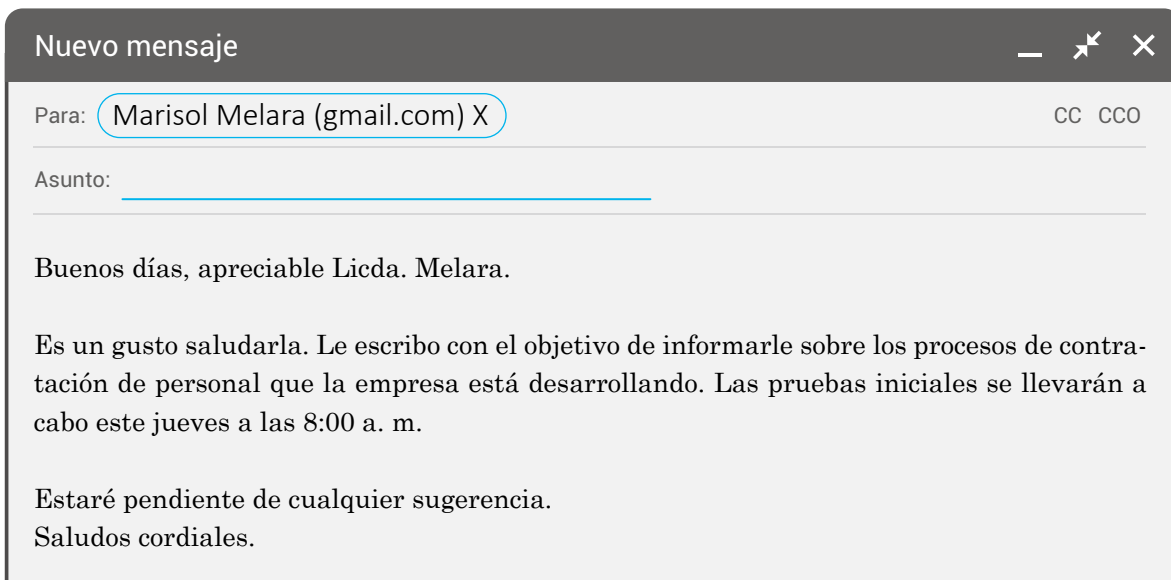 Nuevo mensaje
Para: Marisol Melara (gmail.com) X CC CCO
Asunto:
Buenos días, apreciable Licda. Melara.
Es un gusto saludarla. Le escribo con el objetivo de informarle sobre los procesos de contra-
tación de personal que la empresa está desarrollando. Las pruebas iniciales se llevarán a
cabo este jueves a las 8:00 a. m.
Estaré pendiente de cualquier sugerencia.
Saludos cordiales.